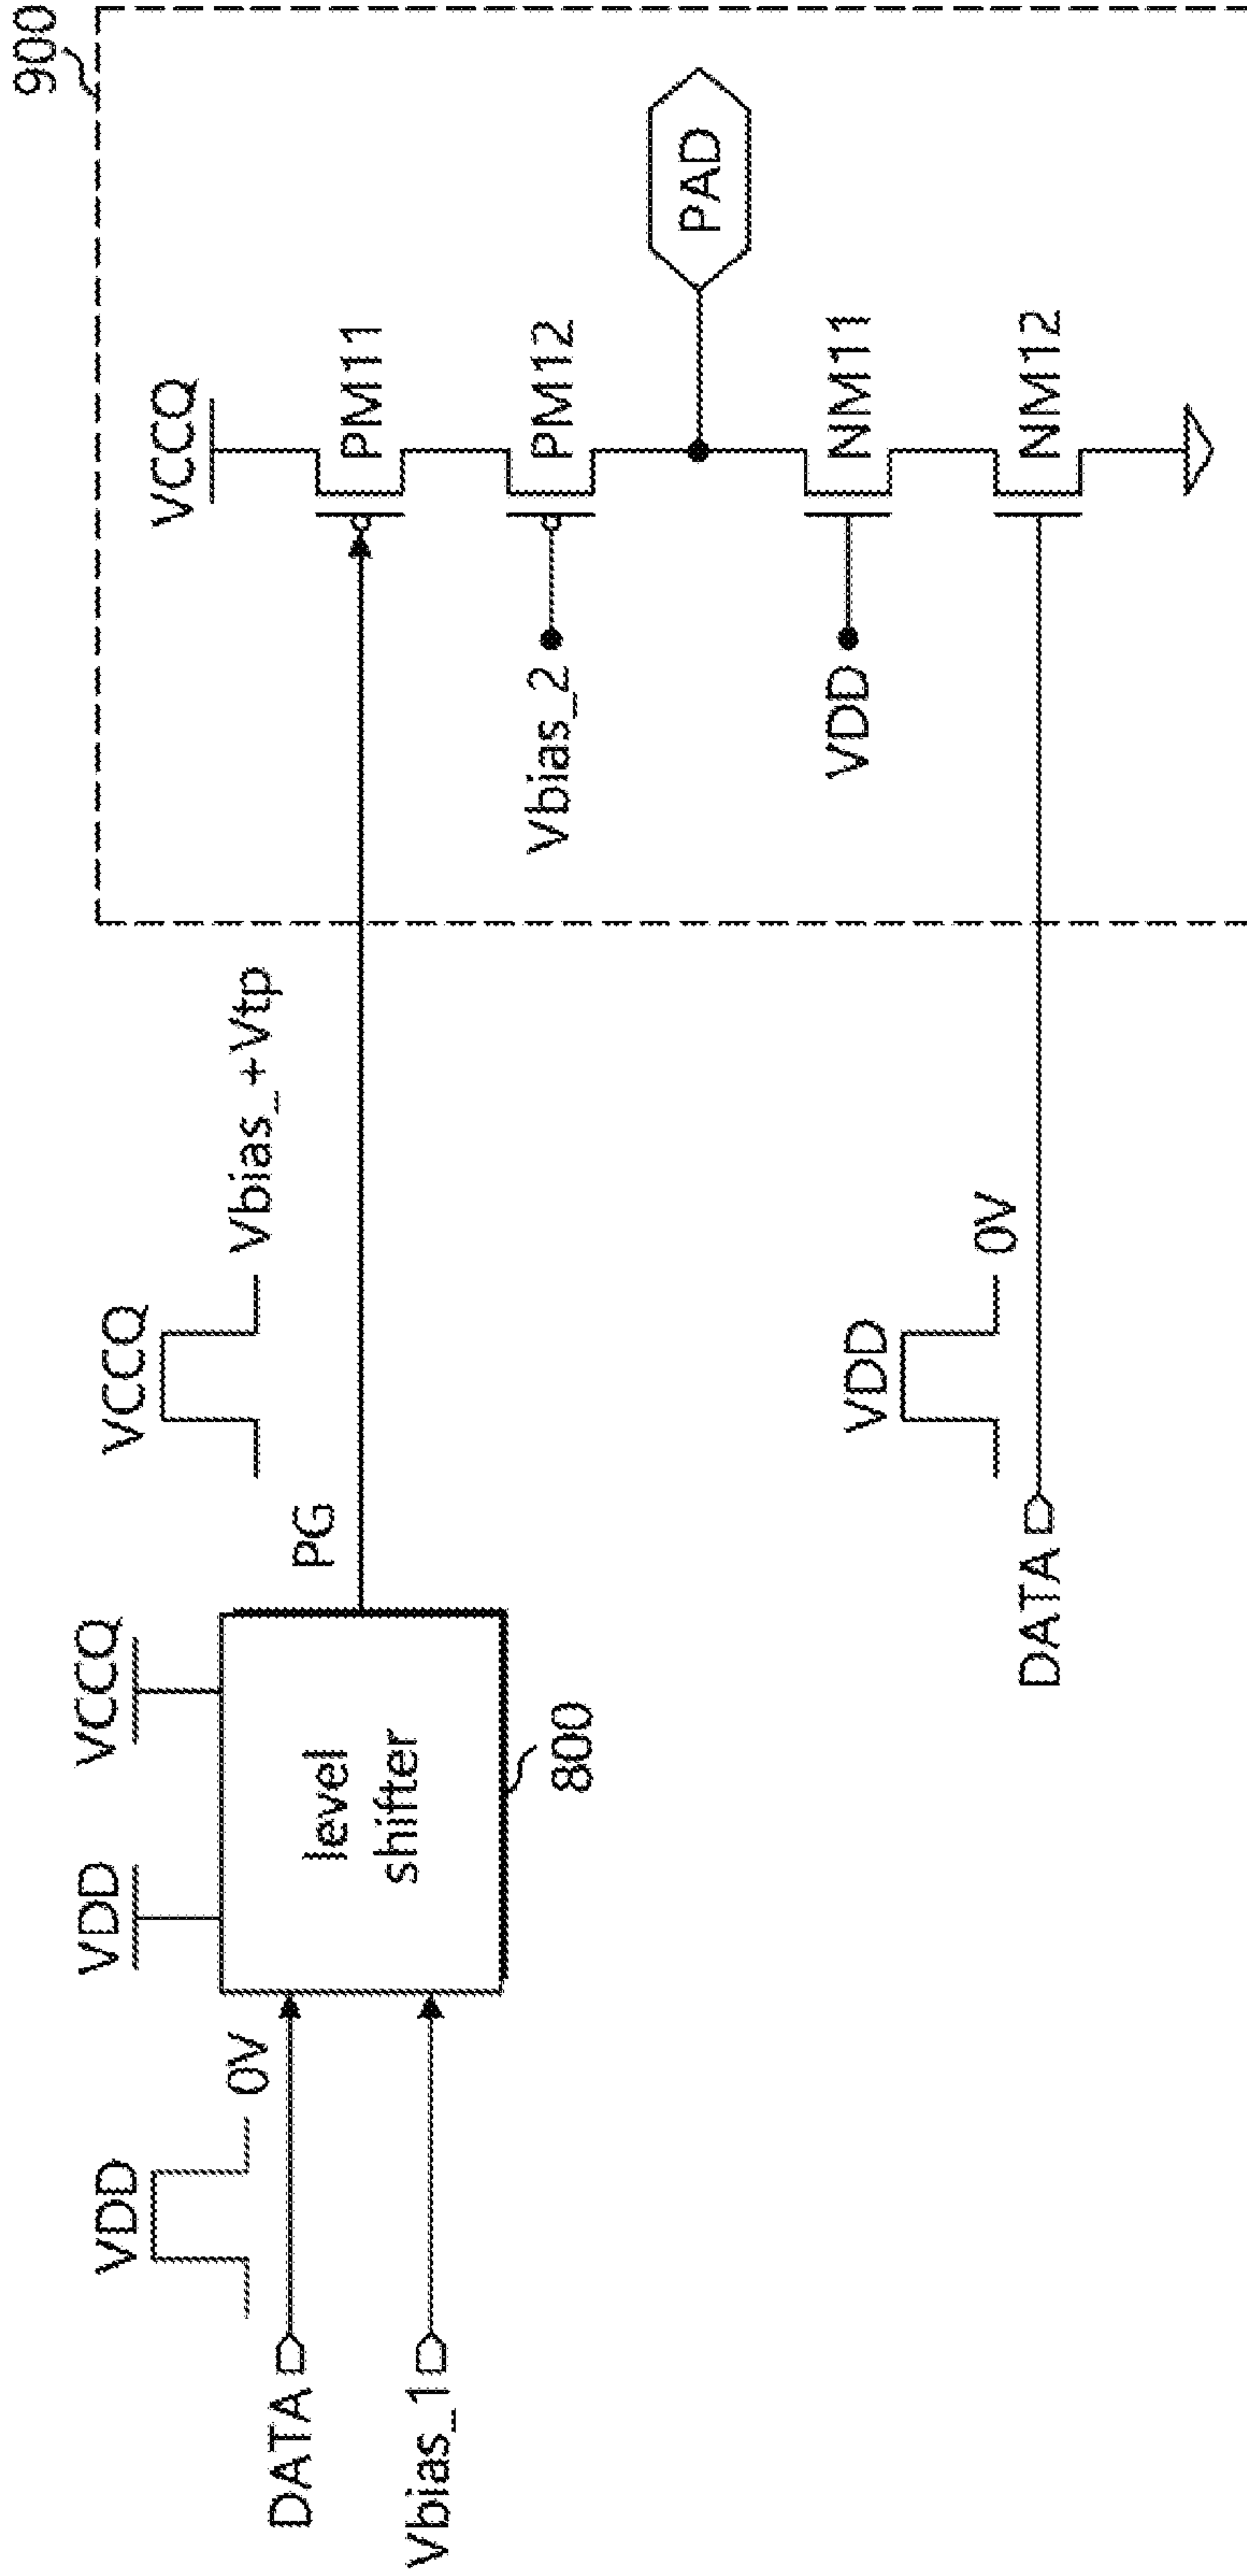 900
VDD
VCCQ
VCCQ
VCCQ
VDD
0V
PG
Vbias_+Vtp
DATA
Vbias_1
level
shifter
800
PM11
Vbias_2
PM12
PAD
VDD
NM11
VDD
0V
DATA
NM12